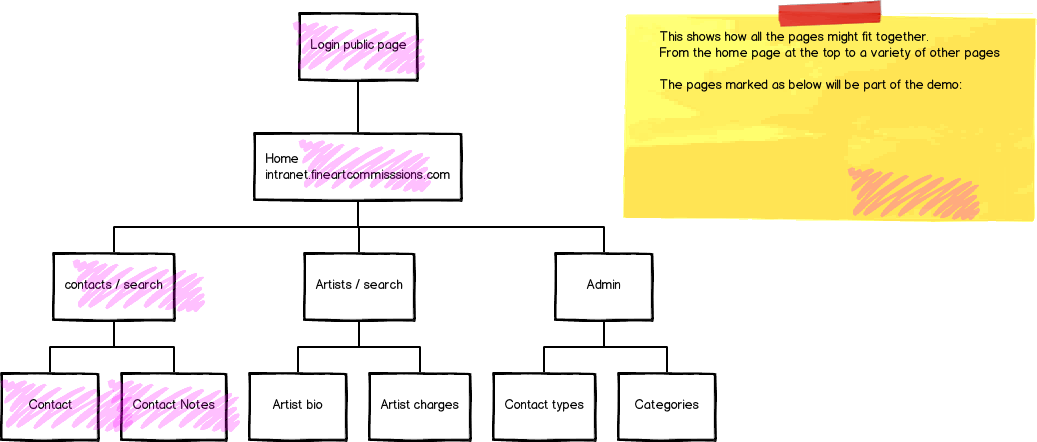 Login public page
This shows how all the pages might fit together.
From the home page at the top to a variety of other pages
The pages marked as below will be part of the demo:
Home
intranet.fineartcommisssions.com
contacts / search
Artists / search
Admin
Contact
Contact Notes
Artist bio
Artist charges
Contact types
Categories